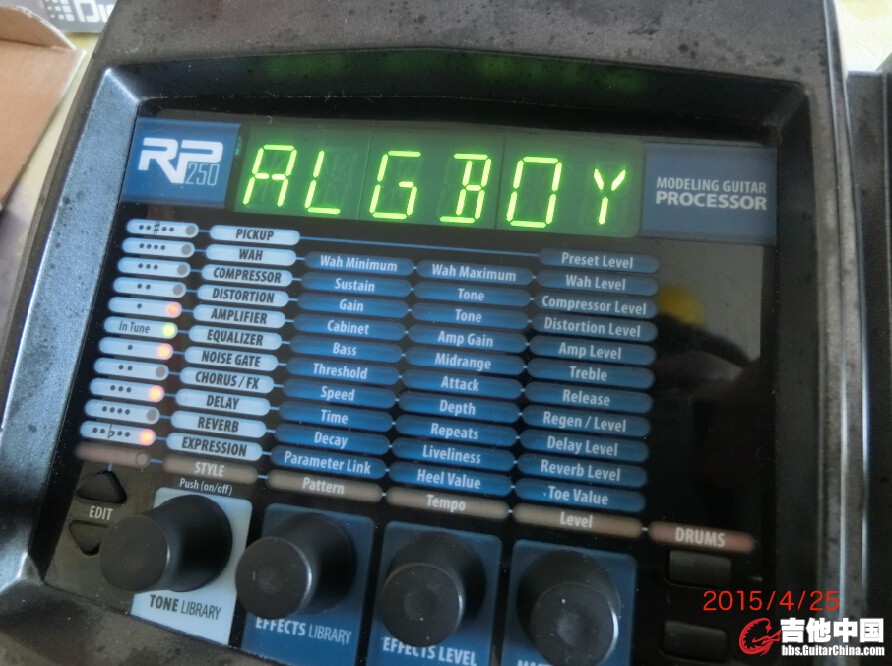 RP250
ALGBOY
MODELING GUITAR
PROCESSOR
PICKUP Preset Level
WAH Wah Minimum Wah Maximum Wah Level
COMPRESSOR Sustain Tone Compressor Level
DISTORTION Gain Tone Distortion Level
AMPLIFIER Cabinet Amp Gain Amp Level
In Tune EQUALIZER Bass Midrange Treble
NOISE GATE Threshold Attack Release
CHORUS / FX Speed Depth Regen / Level
DELAY Time Repeats Delay Level
REVERB Decay Liveliness Reverb Level
EXPRESSION Parameter Link Heel Value Toe Value
STYLE Pattern Tempo Level DRUMS
Push (on/off)
EDIT
TONE LIBRARY
EFFECTS LIBRARY
EFFECTS LEVEL
2015/4/25
吉他中国
bbs.GuitarChina.com